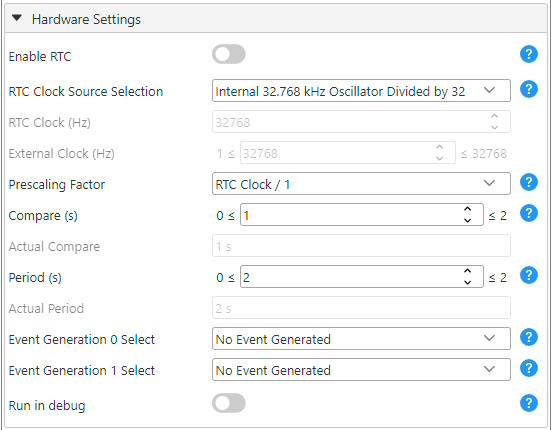 Hardware Settings
Enable RTC ?
RTC Clock Source Selection Internal 32.768 kHz Oscillator Divided by 32 ?
RTC Clock (Hz) 32768
External Clock (Hz) 1 ≤ 32768 ≤ 32768
Prescaling Factor RTC Clock / 1 ?
Compare (s) 0 ≤ 1 ≤ 2 ?
Actual Compare 1 s
Period (s) 0 ≤ 2 ≤ 2 ?
Actual Period 2 s
Event Generation 0 Select No Event Generated ?
Event Generation 1 Select No Event Generated ?
Run in debug ?